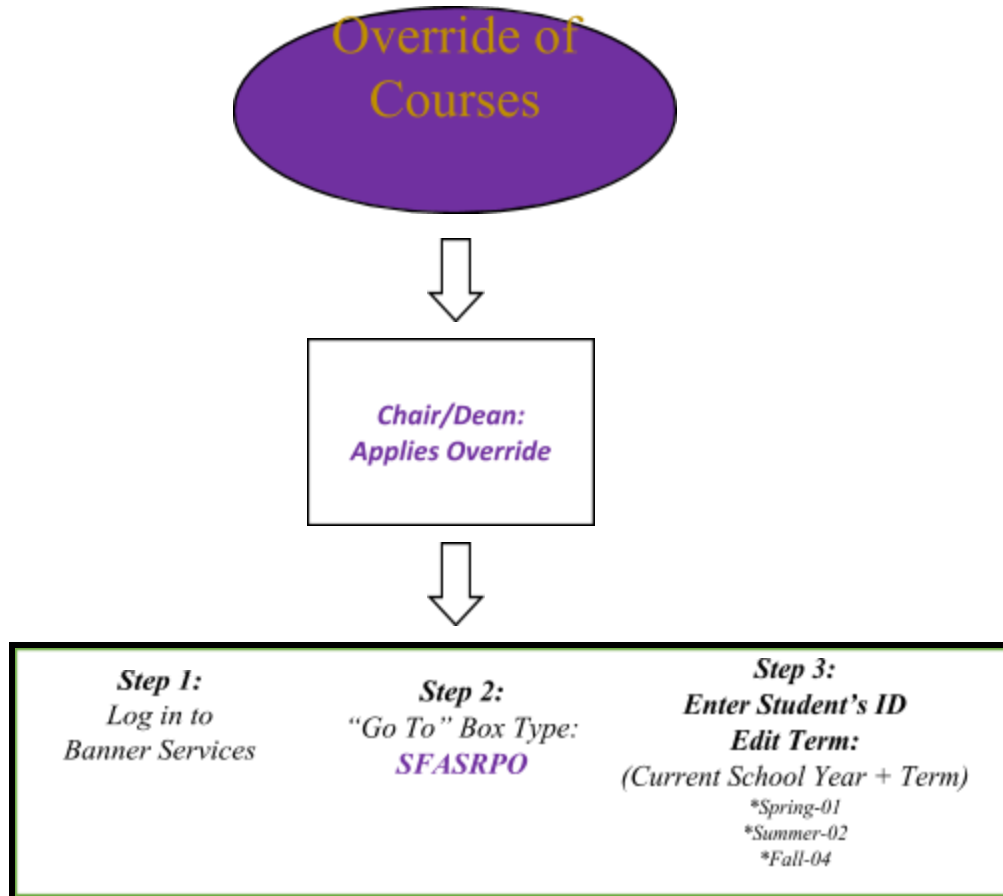 Override of
Courses
Chair/Dean:
Applies Override
Step 1:
Log in to
Banner Services
Step 2:
“Go To” Box Type:
SFASRPO
Step 3:
Enter Student’s ID
Edit Term:
(Current School Year + Term)
*Spring-01
*Summer-02
*Fall-04